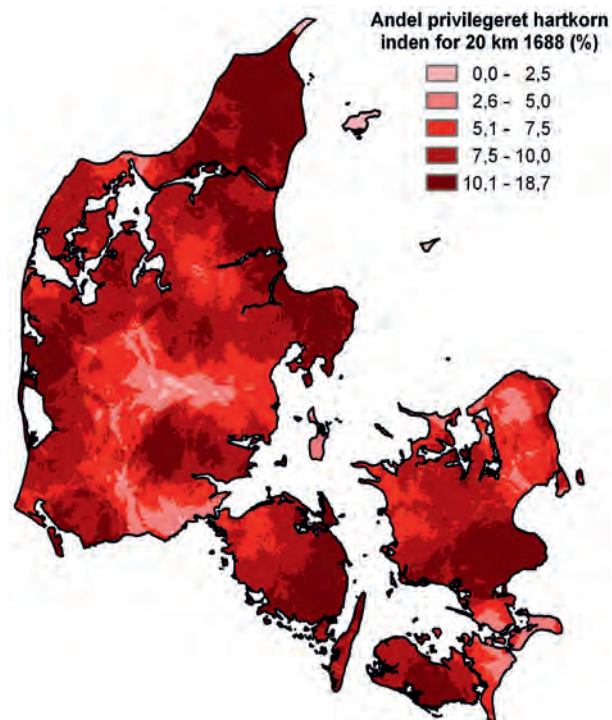 Andel privilegeret hartkorn
inden for 20 km 1688 (%)
0,0 - 2,5
2,6 - 5,0
5,1 - 7,5
7,5 - 10,0
10,1 - 18,7